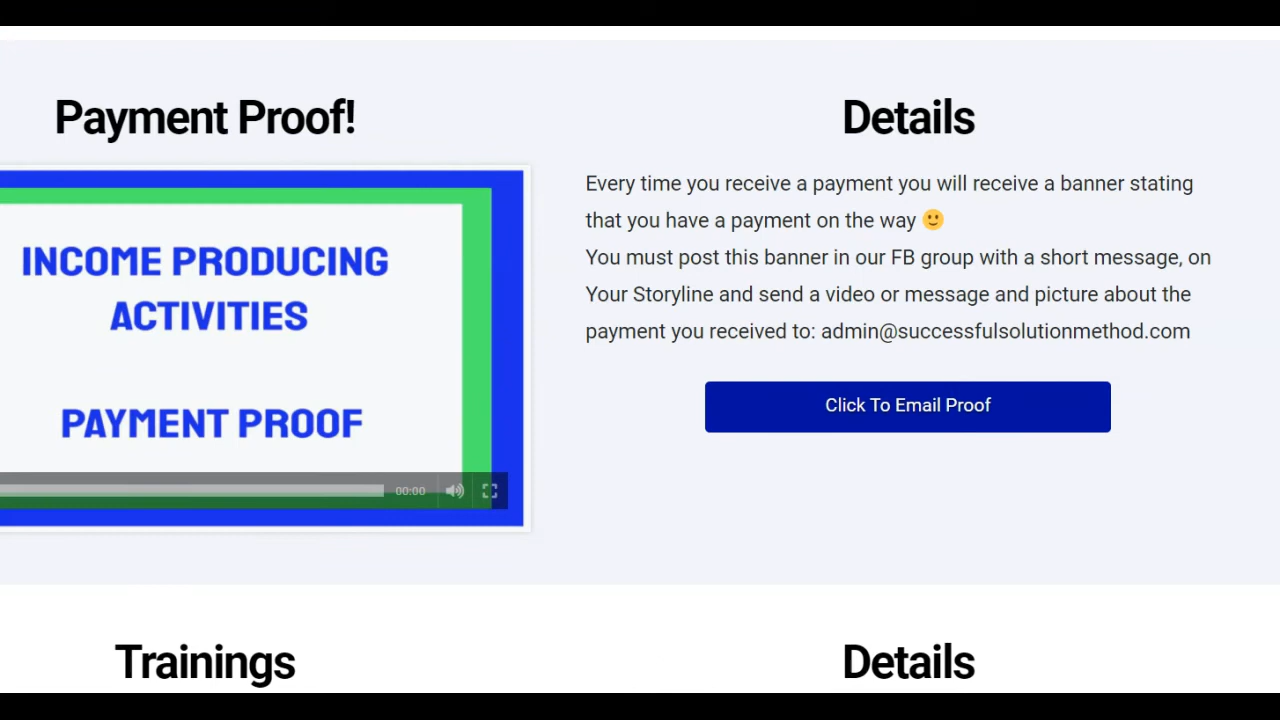 Payment Proof!
INCOME PRODUCING
ACTIVITIES
PAYMENT PROOF
00:00
Details
Every time you receive a payment you will receive a banner stating
that you have a payment on the way 🙂
You must post this banner in our FB group with a short message, on
Your Storyline and send a video or message and picture about the
payment you received to: admin@successfulsolutionmethod.com
Click To Email Proof
Trainings
Details